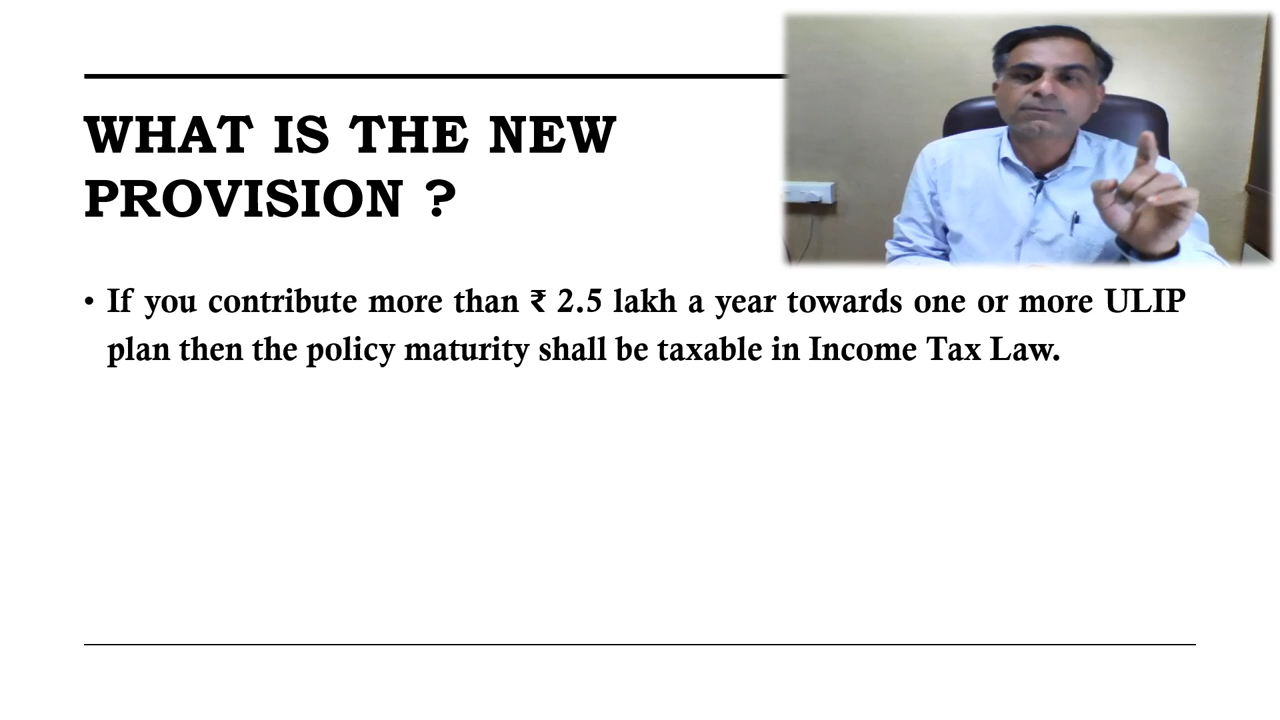 WHAT IS THE NEW
PROVISION ?
• If you contribute more than ₹ 2.5 lakh a year towards one or more ULIP
plan then the policy maturity shall be taxable in Income Tax Law.